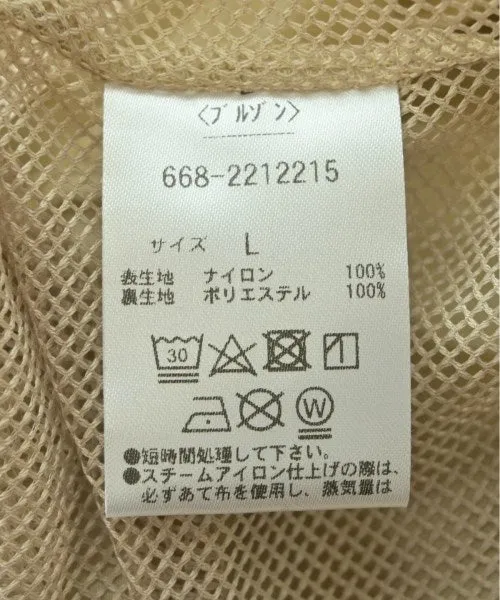 〈ブルゾン〉
668-2212215
サイズ L
表生地 ナイロン 100%
裏生地 ポリエステル 100%
30 W
●短時間処理して下さい。
●スチームアイロン仕上げの際は、
必ずあて布を使用し、蒸気量は